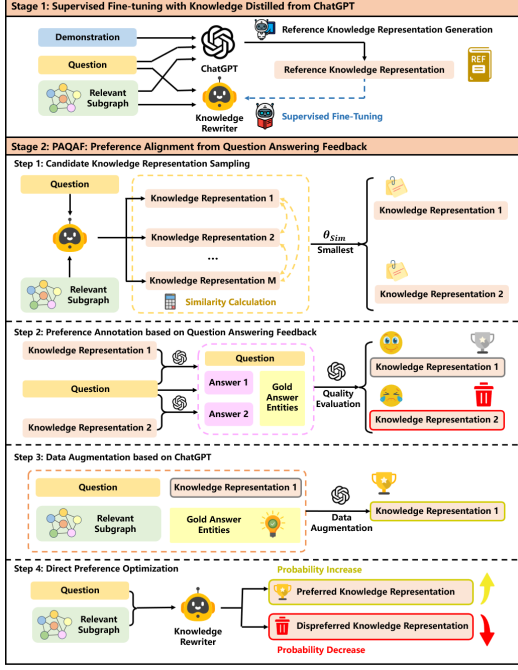 Stage 1: Supervised Fine-tuning with Knowledge Distilled from ChatGPT
Demonstration
Question
Relevant
Subgraph
ChatGPT
Knowledge
Rewriter
Reference Knowledge Representation Generation
Reference Knowledge Representation
REF
Supervised Fine-Tuning
Stage 2: PAQAF: Preference Alignment from Question Answering Feedback
Step 1: Candidate Knowledge Representation Sampling
Question
Relevant
Subgraph
Knowledge Representation 1
Knowledge Representation 2
...
Knowledge Representation M
Similarity Calculation
θSim
Smallest
Knowledge Representation 1
Knowledge Representation 2
Step 2: Preference Annotation based on Question Answering Feedback
Knowledge Representation 1
Question
Knowledge Representation 2
Question
Answer 1
Answer 2
Gold
Answer
Entities
Quality
Evaluation
Knowledge Representation 1
Knowledge Representation 2
Step 3: Data Augmentation based on ChatGPT
Question
Knowledge Representation 1
Relevant
Subgraph
Gold Answer
Entities
Data
Augmentation
Knowledge Representation 1
Step 4: Direct Preference Optimization
Question
Relevant
Subgraph
Knowledge
Rewriter
Probability Increase
Preferred Knowledge Representation
Dispreferred Knowledge Representation
Probability Decrease